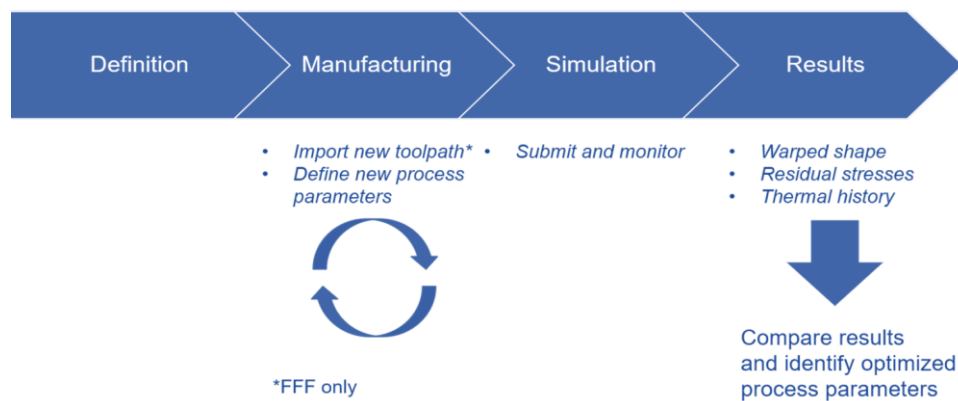 Definition
Manufacturing
Simulation
Results
• Import new toolpath*
• Define new process
parameters
• Submit and monitor
• Warped shape
• Residual stresses
• Thermal history
*FFF only
Compare results
and identify optimized
process parameters